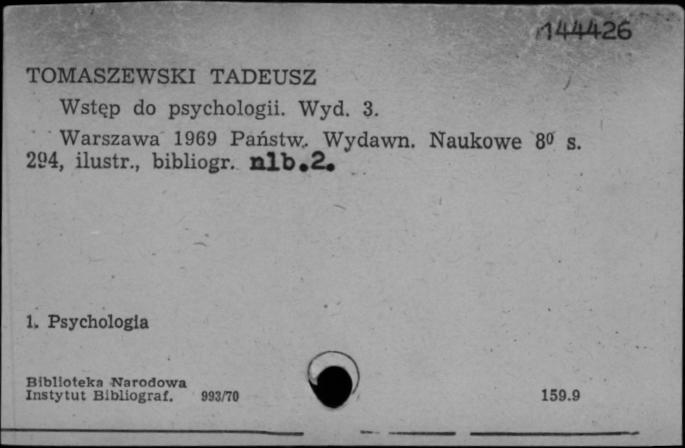 144426
TOMASZEWSKI TADEUSZ
Wstęp do psychologii. Wyd. 3.
Warszawa 1969 Państw. Wydawn. Naukowe 8⁰ s.
294, ilustr., bibliogr. nlb.2.
1. Psychologia
Biblioteka Narodowa
Instytut Bibliograf. 993/70 159.9